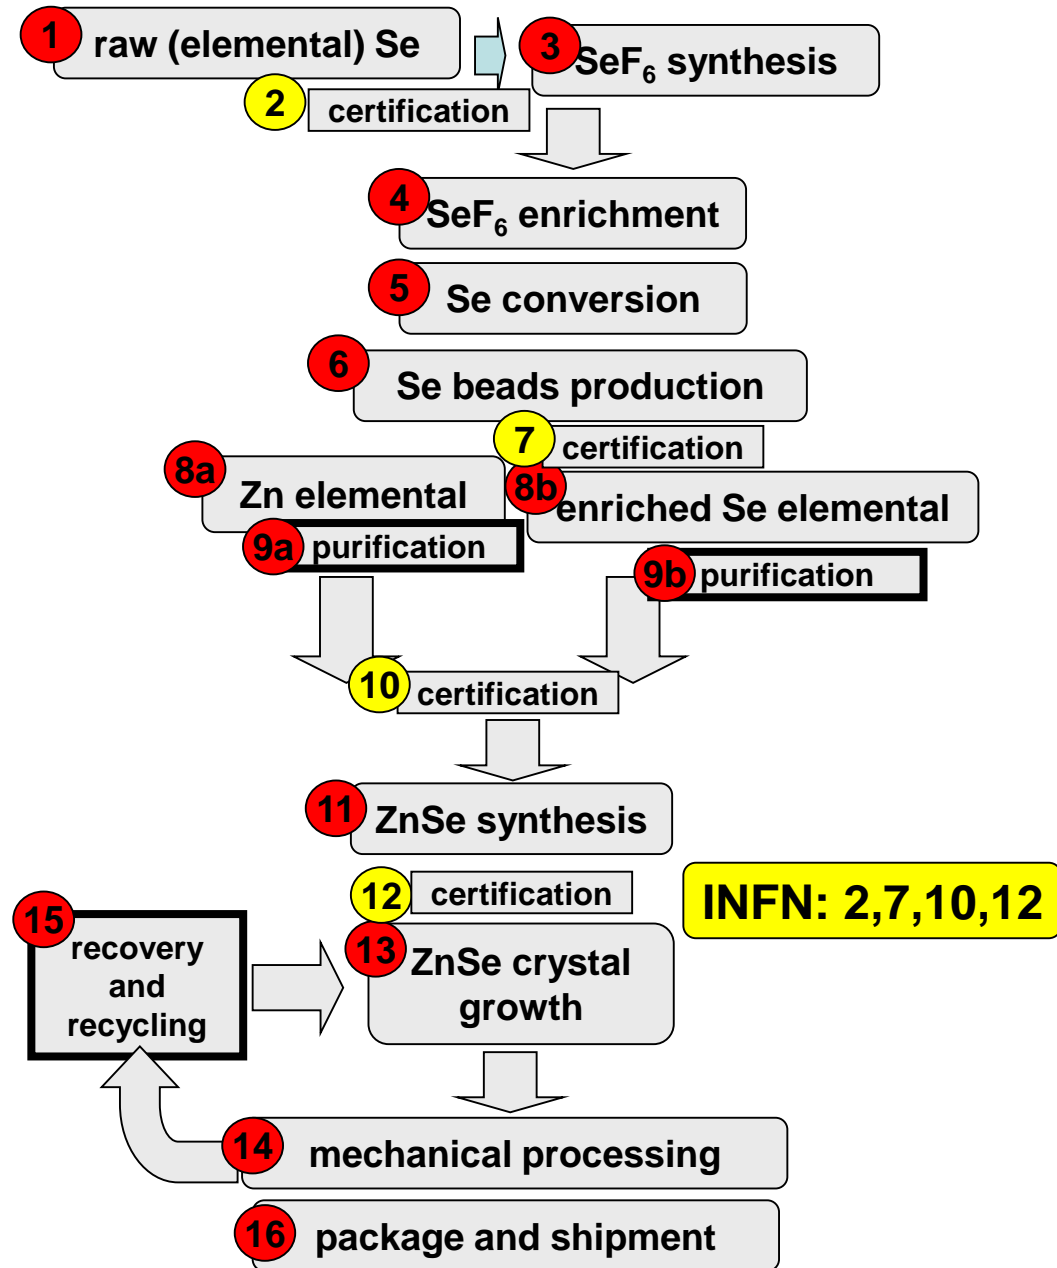 1 raw (elemental) Se
3 SeF6 synthesis
2 certification
4 SeF6 enrichment
5 Se conversion
6 Se beads production
7 certification
8a Zn elemental
8b enriched Se elemental
9a purification
9b purification
10 certification
11 ZnSe synthesis
12 certification
INFN: 2,7,10,12
15 recovery
and
recycling
13 ZnSe crystal
growth
14 mechanical processing
16 package and shipment